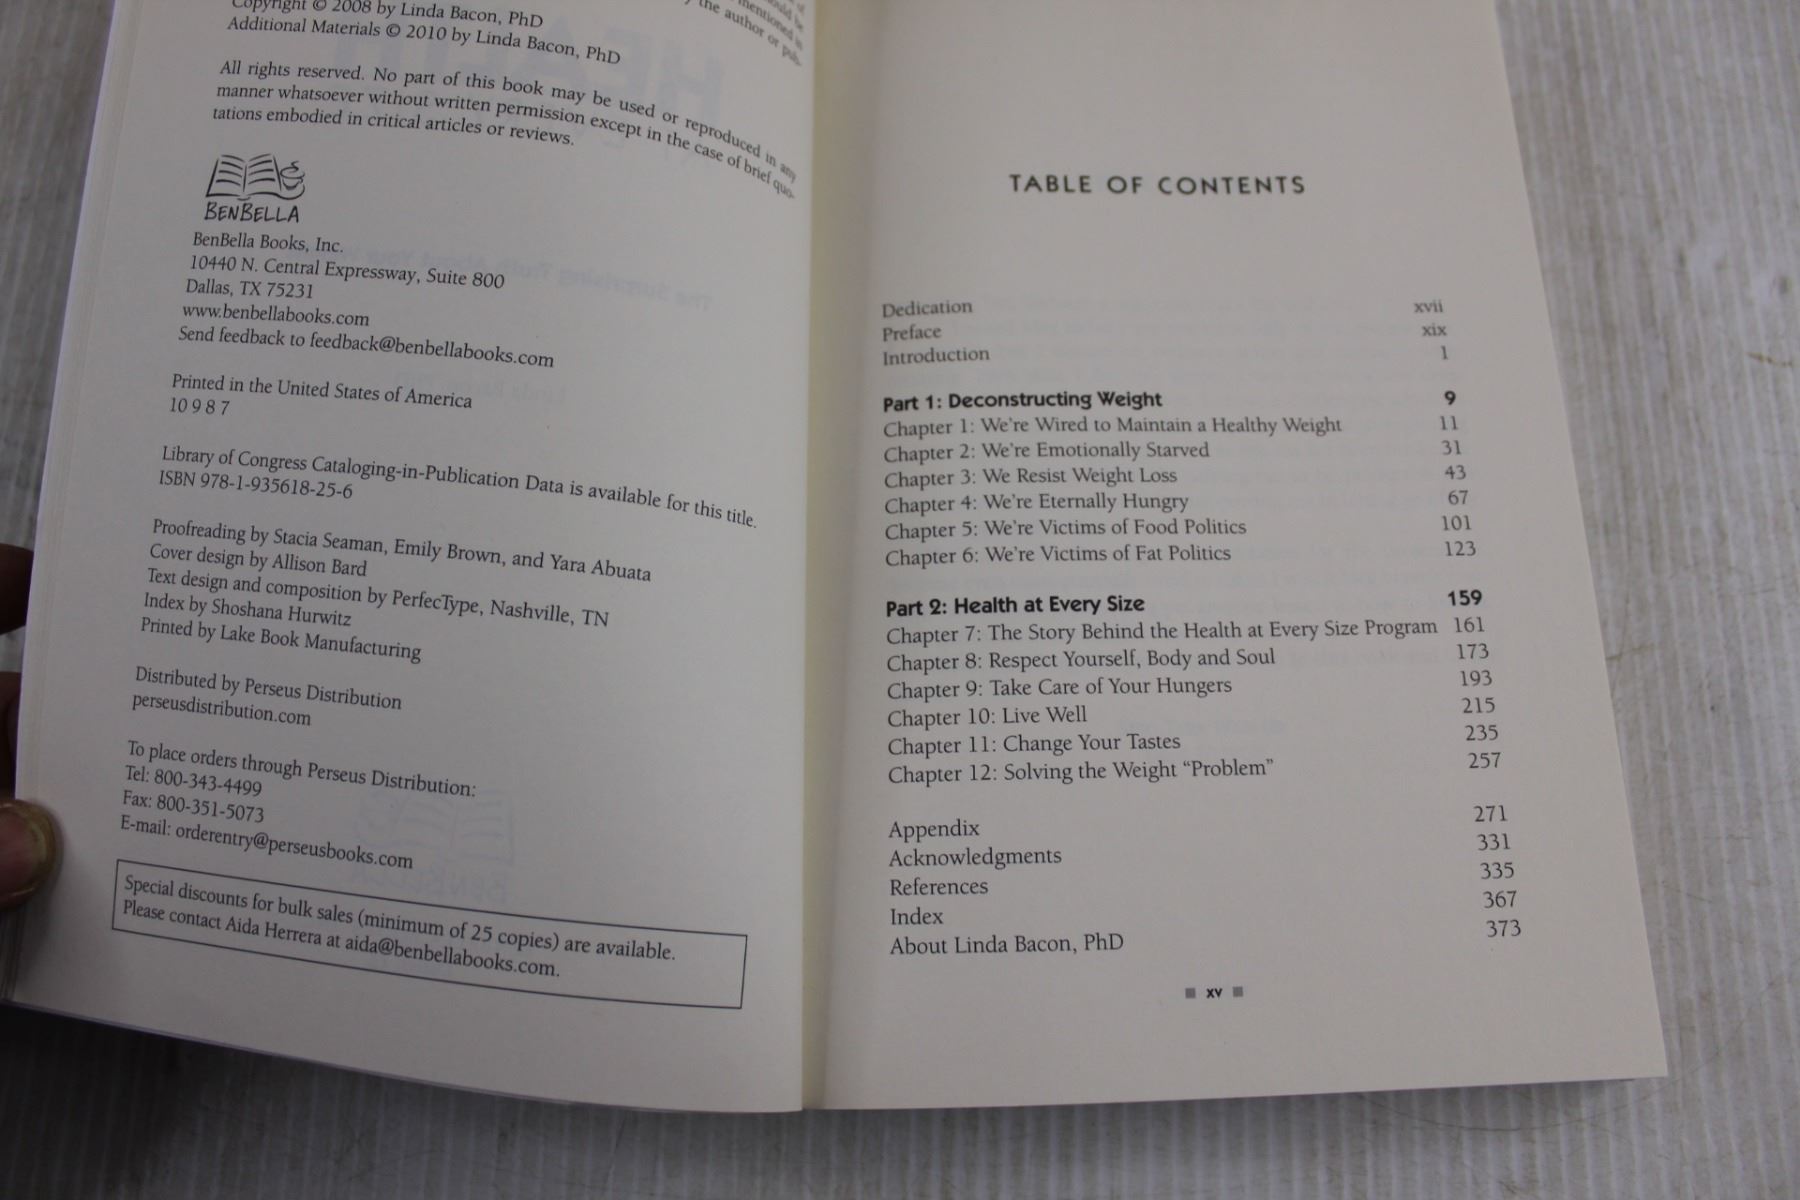 the author or pub-
Copyright © 2008 by Linda Bacon, PhD
Additional Materials © 2010 by Linda Bacon, PhD
All rights reserved. No part of this book may be used or reproduced in any
manner whatsoever without written permission except in the case of brief quo-
tations embodied in critical articles or reviews.
BENBELLA
BenBella Books, Inc.
10440 N. Central Expressway, Suite 800
Dallas, TX 75231
www.benbellabooks.com
Send feedback to feedback@benbellabooks.com
Printed in the United States of America
10 9 8 7
Library of Congress Cataloging-in-Publication Data is available for this title.
ISBN 978-1-935618-25-6
Proofreading by Stacia Seaman, Emily Brown, and Yara Abuata
Cover design by Allison Bard
Text design and composition by PerfecType, Nashville, TN
Index by Shoshana Hurwitz
Printed by Lake Book Manufacturing
Distributed by Perseus Distribution
perseusdistribution.com
To place orders through Perseus Distribution:
Tel: 800-343-4499
Fax: 800-351-5073
E-mail: orderentry@perseusbooks.com
Special discounts for bulk sales (minimum of 25 copies) are available.
Please contact Aida Herrera at aida@benbellabooks.com.
TABLE OF CONTENTS
Dedication xvii
Preface xix
Introduction 1
Part 1: Deconstructing Weight 9
Chapter 1: We're Wired to Maintain a Healthy Weight 11
Chapter 2: We're Emotionally Starved 31
Chapter 3: We Resist Weight Loss 43
Chapter 4: We're Eternally Hungry 67
Chapter 5: We're Victims of Food Politics 101
Chapter 6: We're Victims of Fat Politics 123
Part 2: Health at Every Size 159
Chapter 7: The Story Behind the Health at Every Size Program 161
Chapter 8: Respect Yourself, Body and Soul 173
Chapter 9: Take Care of Your Hungers 193
Chapter 10: Live Well 215
Chapter 11: Change Your Tastes 235
Chapter 12: Solving the Weight “Problem” 257
Appendix 271
Acknowledgments 331
References 335
Index 367
About Linda Bacon, PhD 373
xv